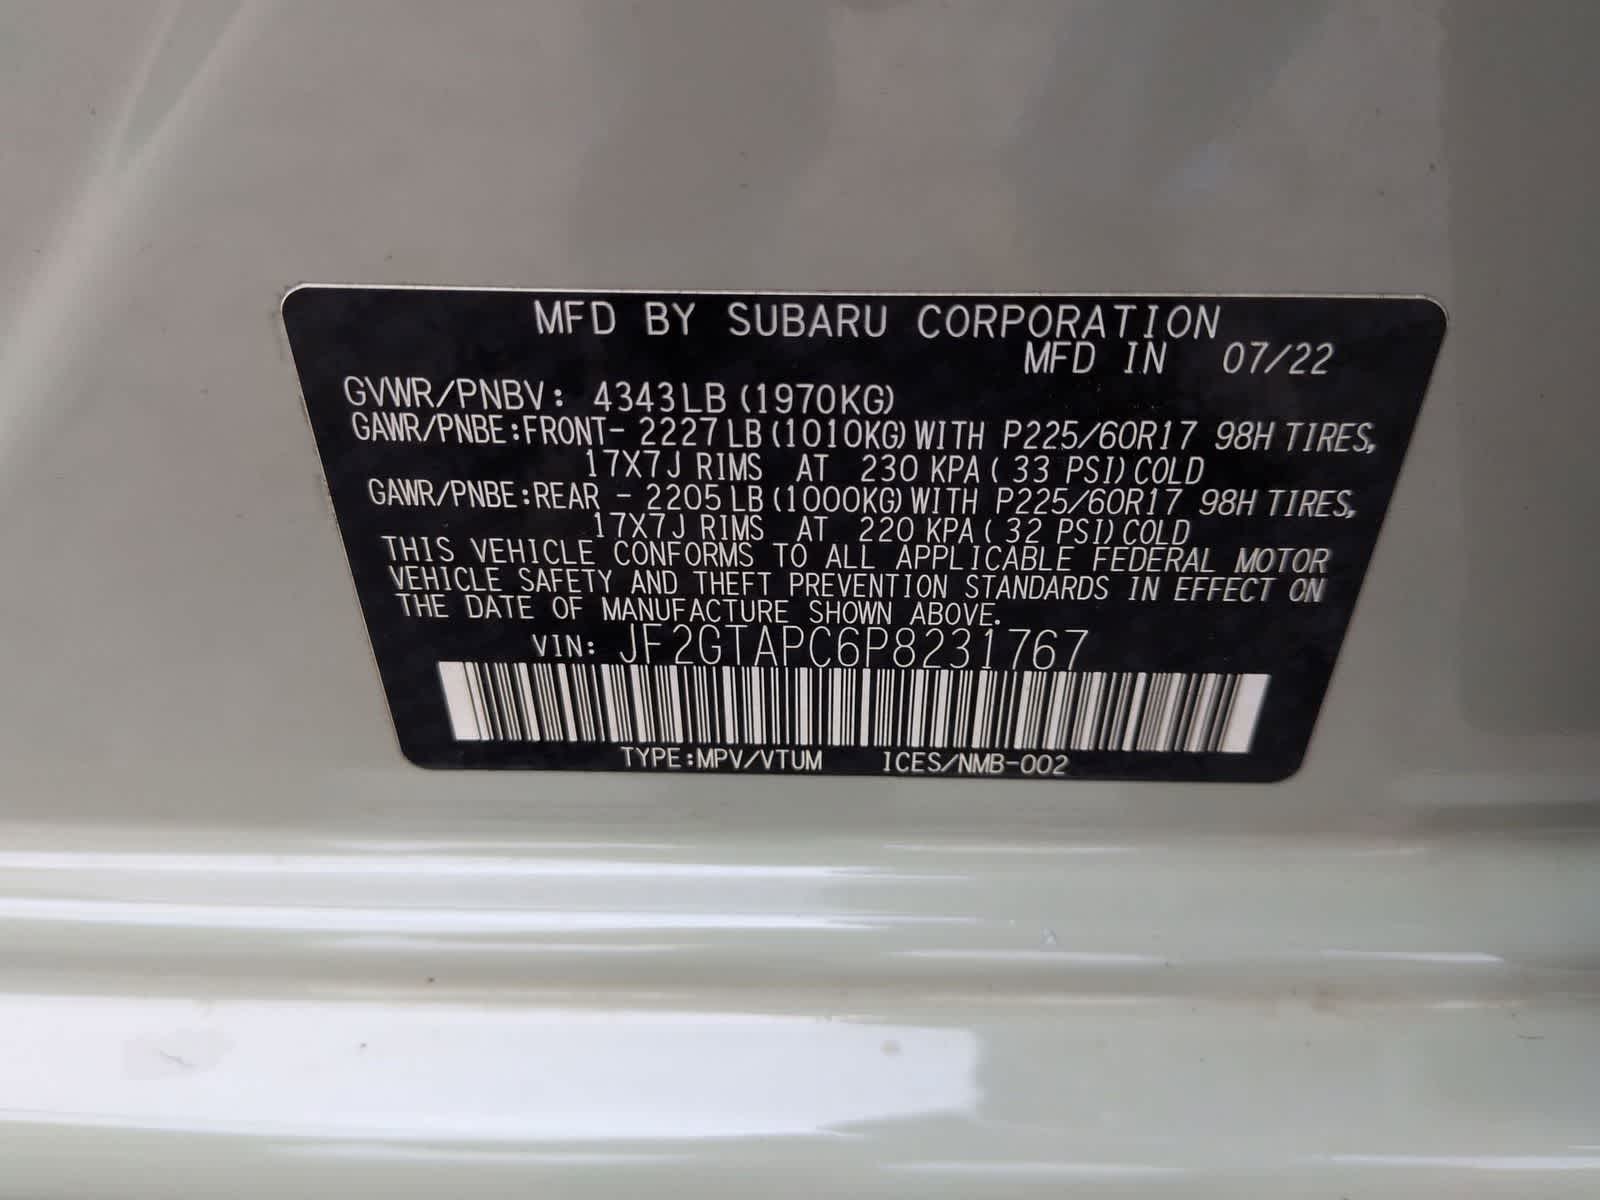 MFD BY SUBARU CORPORATION
MFD IN 07/22
GVWR/PNBV: 4343LB (1970KG)
GAWR/PNBE:FRONT- 2227 LB (1010KG) WITH P225/60R17 98H TIRES,
17X7J RIMS AT 230 KPA ( 33 PSI) COLD
GAWR/PNBE:REAR - 2205 LB (1000KG) WITH P225/60R17 98H TIRES,
17X7J RIMS AT 220 KPA ( 32 PSI) COLD
THIS VEHICLE CONFORMS TO ALL APPLICABLE FEDERAL MOTOR
VEHICLE SAFETY AND THEFT PREVENTION STANDARDS IN EFFECT ON
THE DATE OF MANUFACTURE SHOWN ABOVE.
VIN: JF2GTAPC6P8231767
TYPE:MPV/VTUM ICES/NMB-002